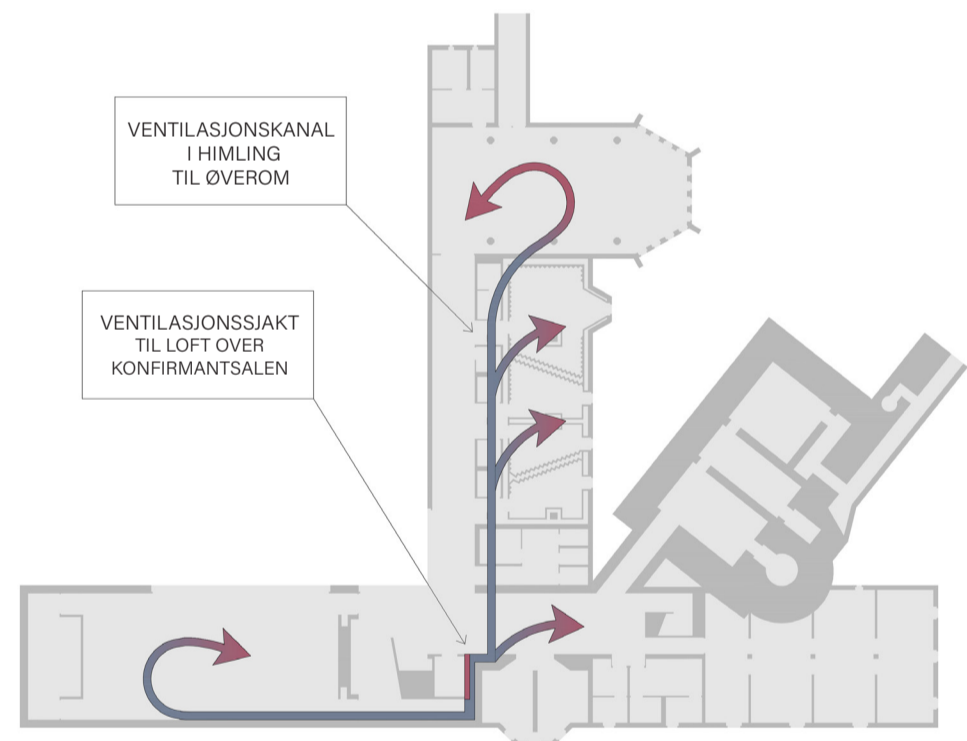 VENTILASJONSKANAL
I HIMLING
TIL ØVEROM
VENTILASJONSSJAKT
TIL LOFT OVER
KONFIRMANTSALEN